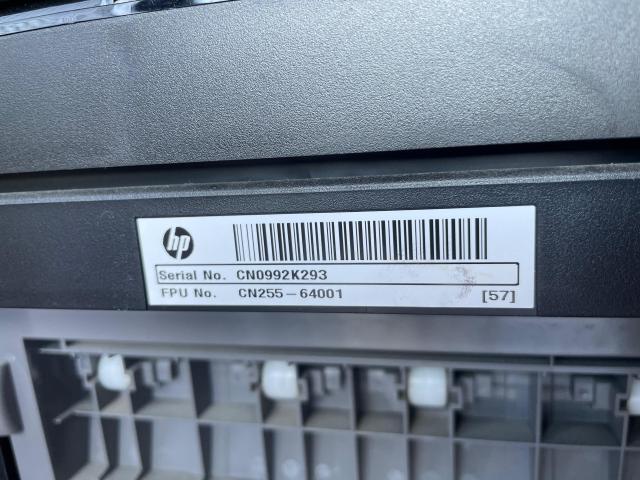 hp
Serial No. CN0992K293
FPU No. CN255-64001 [57]